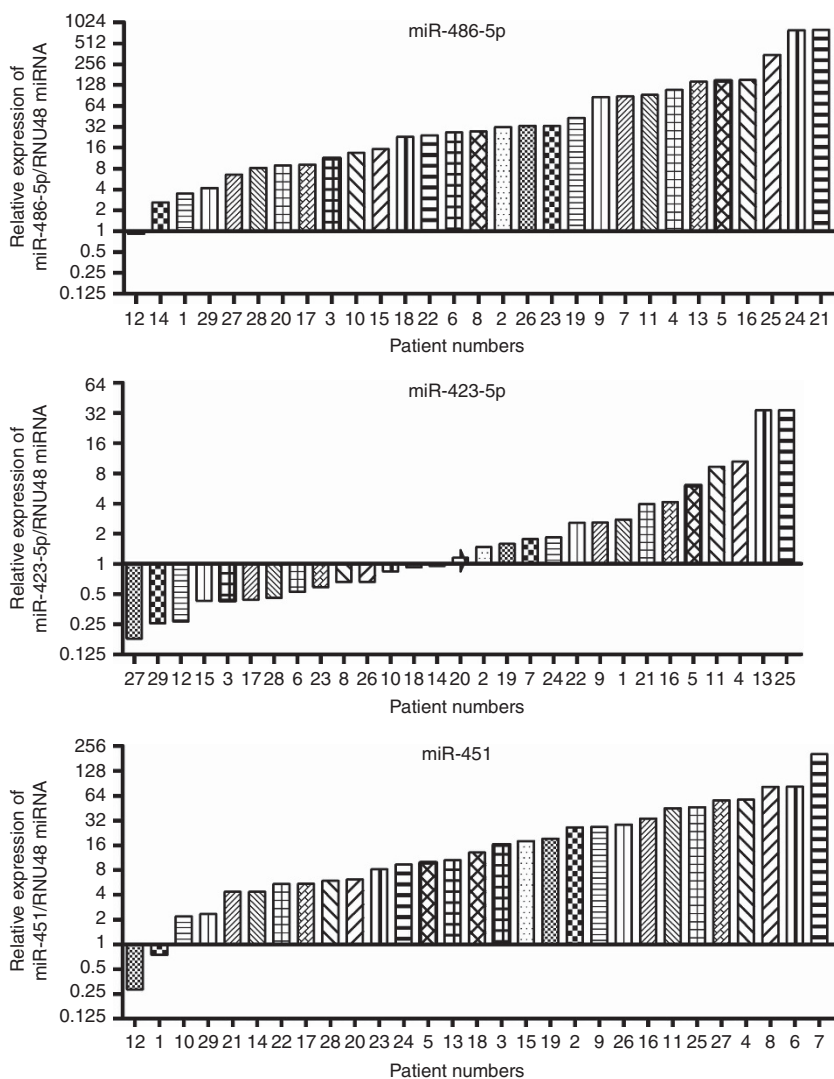 miR-486-5p
Relative expression of
miR-486-5p/RNU48 miRNA
1024
512
256
128
64
32
16
8
4
2
1
0.5
0.25
0.125
12 14 1 29 27 28 20 17 3 10 15 18 22 6 8 2 26 23 19 9 7 11 4 13 5 16 25 24 21
Patient numbers
miR-423-5p
Relative expression of
miR-423-5p/RNU48 miRNA
64
32
16
8
4
2
1
0.5
0.25
0.125
27 29 12 15 3 17 28 6 23 8 26 10 18 14 20 2 19 7 24 22 9 1 21 16 5 11 4 13 25
Patient numbers
miR-451
Relative expression of
miR-451/RNU48 miRNA
256
128
64
32
16
8
4
2
1
0.5
0.25
0.125
12 1 10 29 21 14 22 17 28 20 23 24 5 13 18 3 15 19 2 9 26 16 11 25 27 4 8 6 7
Patient numbers